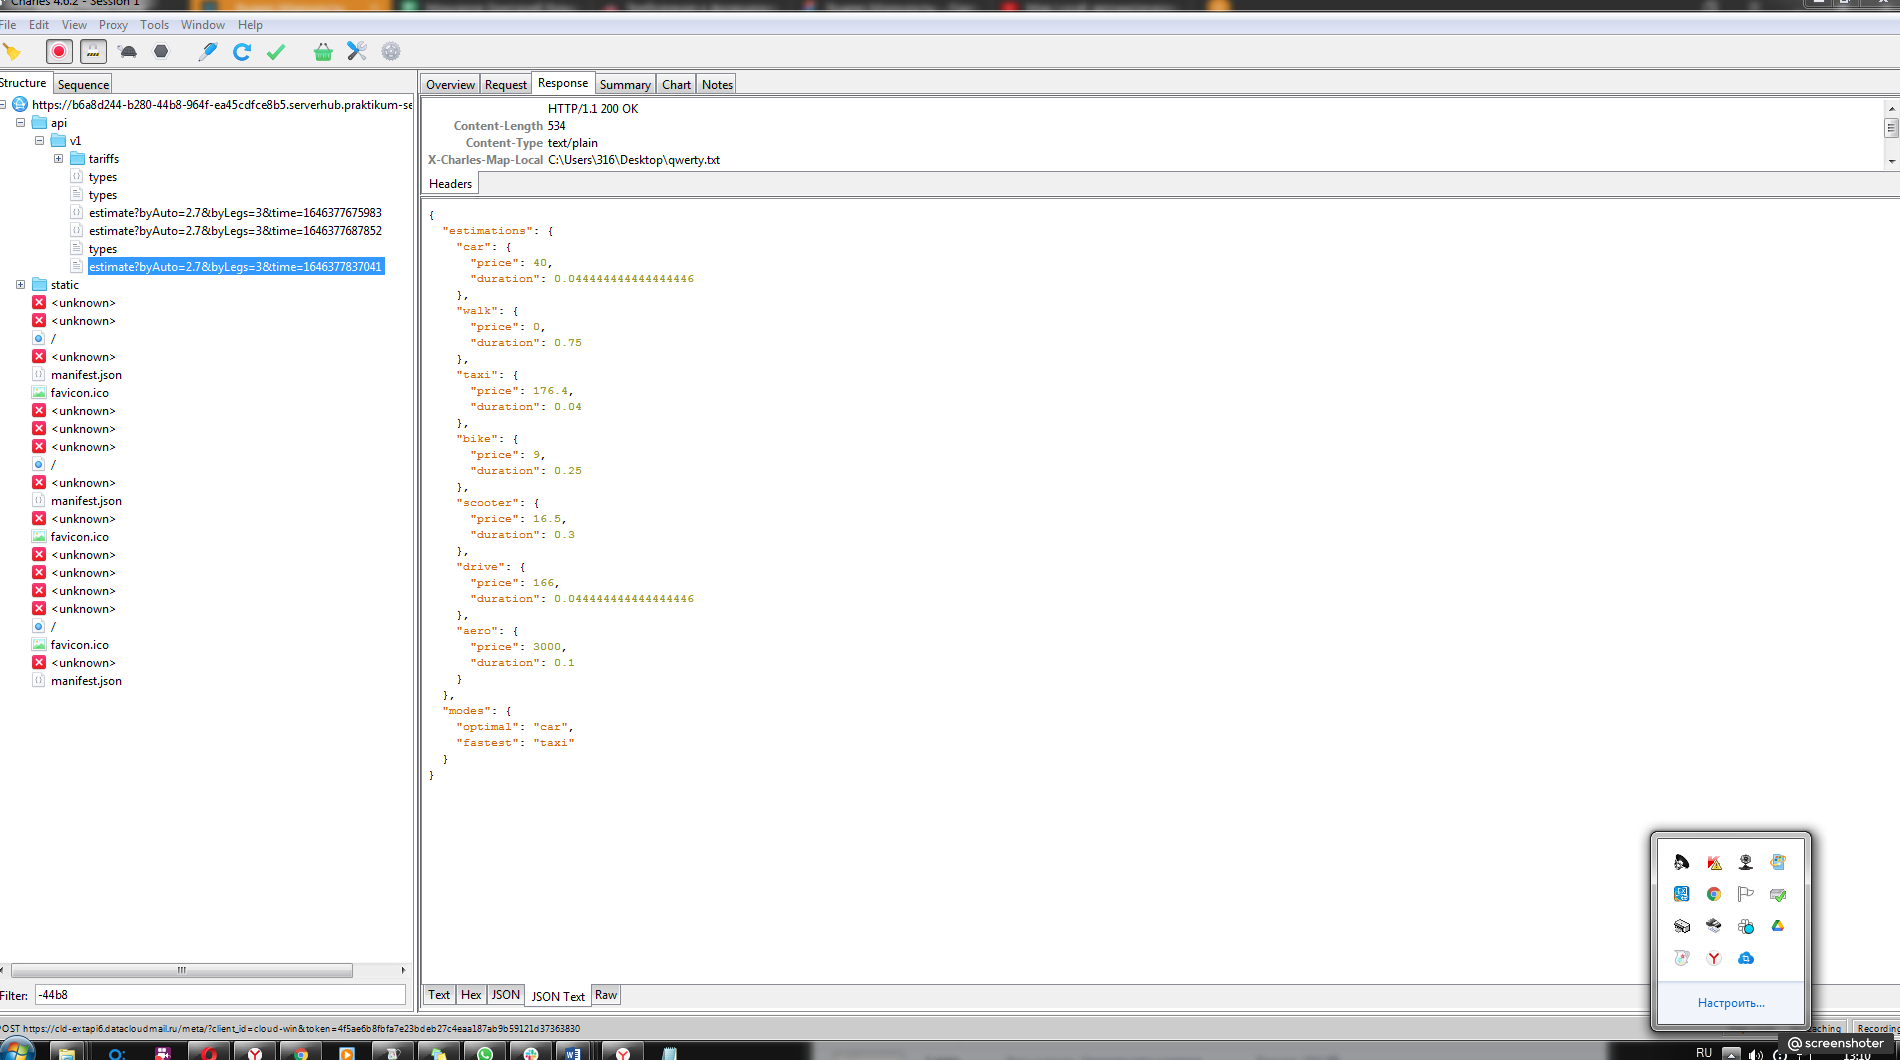 Charles 4.6.2 - Session 1
File Edit View Proxy Tools Window Help
Structure Sequence
https://b6a8d244-b280-44b8-964f-ea45cdfce8b5.serverhub.praktikum-se
api
v1
tariffs
types
types
estimate?byAuto=2.7&byLegs=3&time=1646377675983
estimate?byAuto=2.7&byLegs=3&time=1646377687852
types
estimate?byAuto=2.7&byLegs=3&time=1646377837041
static
<unknown>
<unknown>
/
<unknown>
manifest.json
favicon.ico
<unknown>
<unknown>
<unknown>
/
<unknown>
manifest.json
<unknown>
favicon.ico
<unknown>
<unknown>
<unknown>
<unknown>
/
favicon.ico
<unknown>
manifest.json
Filter: -44b8
Overview Request Response Summary Chart Notes
HTTP/1.1 200 OK
Content-Length 534
Content-Type text/plain
X-Charles-Map-Local C:\Users\316\Desktop\qwerty.txt
Headers
{
"estimations": {
"car": {
"price": 40,
"duration": 0.044444444444444446
},
"walk": {
"price": 0,
"duration": 0.75
},
"taxi": {
"price": 176.4,
"duration": 0.04
},
"bike": {
"price": 9,
"duration": 0.25
},
"scooter": {
"price": 16.5,
"duration": 0.3
},
"drive": {
"price": 166,
"duration": 0.044444444444444446
},
"aero": {
"price": 3000,
"duration": 0.1
}
},
"modes": {
"optimal": "car",
"fastest": "taxi"
}
}
Text Hex JSON JSON Text Raw
Настроить...
POST https://cld-extapi6.datacloudmail.ru/meta/?client_id=cloud-win&token=4f5ae6b8fbfa7e23bdeb27c4eaa187ab9b59121d37363830
aching Recording
@screenshoter
RU 13:10